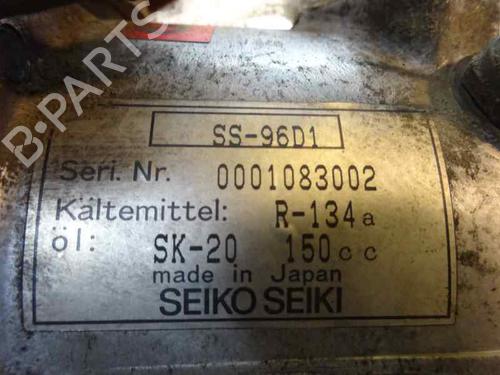 SS-96D1
Seri. Nr. 0001083002
Kältemittel: R-134a
öl: SK-20 150cc
made in Japan
SEIKO SEIKI
B-PARTS